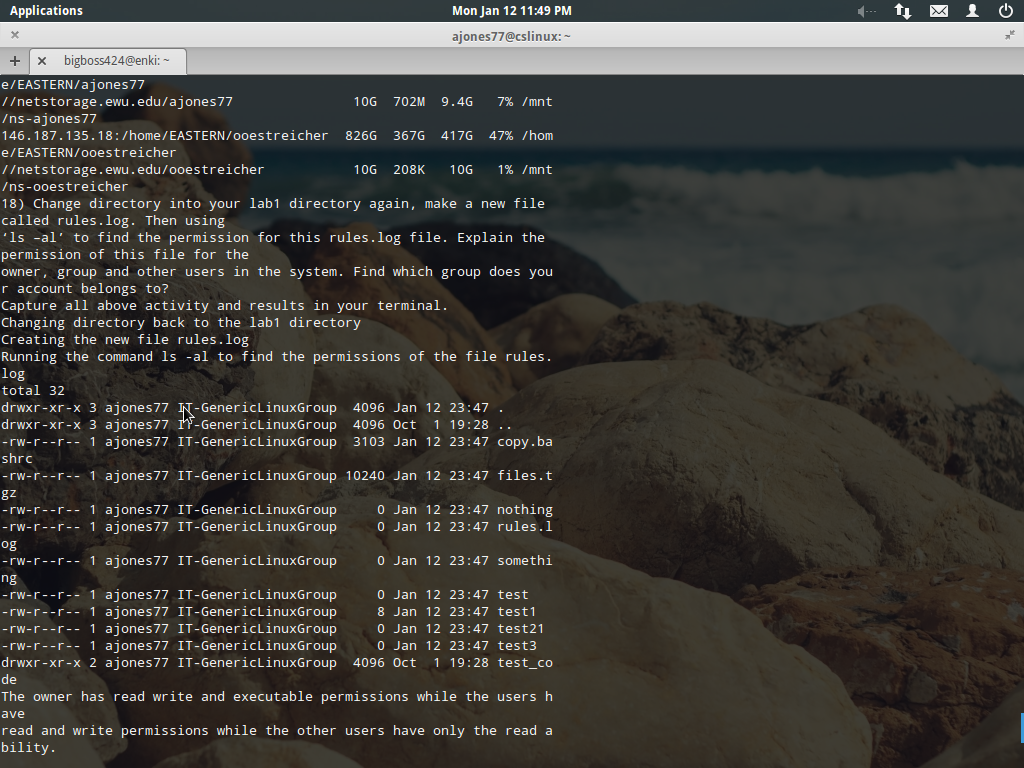 Applications
Mon Jan 12 11:49 PM
ajones77@cslinux: ~
bigboss424@enki: ~
e/EASTERN/ajones77
//netstorage.ewu.edu/ajones77               10G  702M  9.4G   7% /mnt
/ns-ajones77
146.187.135.18:/home/EASTERN/ooestreicher  826G  367G  417G  47% /hom
e/EASTERN/ooestreicher
//netstorage.ewu.edu/ooestreicher           10G  208K   10G   1% /mnt
/ns-ooestreicher
18) Change directory into your lab1 directory again, make a new file
called rules.log. Then using
‘ls –al’ to find the permission for this rules.log file. Explain the
permission of this file for the
owner, group and other users in the system. Find which group does you
r account belongs to?
Capture all above activity and results in your terminal.
Changing directory back to the lab1 directory
Creating the new file rules.log
Running the command ls -al to find the permissions of the file rules.
log
total 32
drwxr-xr-x 3 ajones77 IT-GenericLinuxGroup  4096 Jan 12 23:47 .
drwxr-xr-x 3 ajones77 IT-GenericLinuxGroup  4096 Oct  1 19:28 ..
-rw-r--r-- 1 ajones77 IT-GenericLinuxGroup  3103 Jan 12 23:47 copy.ba
shrc
-rw-r--r-- 1 ajones77 IT-GenericLinuxGroup 10240 Jan 12 23:47 files.t
gz
-rw-r--r-- 1 ajones77 IT-GenericLinuxGroup     0 Jan 12 23:47 nothing
-rw-r--r-- 1 ajones77 IT-GenericLinuxGroup     0 Jan 12 23:47 rules.l
og
-rw-r--r-- 1 ajones77 IT-GenericLinuxGroup     0 Jan 12 23:47 somethi
ng
-rw-r--r-- 1 ajones77 IT-GenericLinuxGroup     0 Jan 12 23:47 test
-rw-r--r-- 1 ajones77 IT-GenericLinuxGroup     8 Jan 12 23:47 test1
-rw-r--r-- 1 ajones77 IT-GenericLinuxGroup     0 Jan 12 23:47 test21
-rw-r--r-- 1 ajones77 IT-GenericLinuxGroup     0 Jan 12 23:47 test3
drwxr-xr-x 2 ajones77 IT-GenericLinuxGroup  4096 Oct  1 19:28 test_co
de
The owner has read write and executable permissions while the users h
ave
read and write permissions while the other users have only the read a
bility.